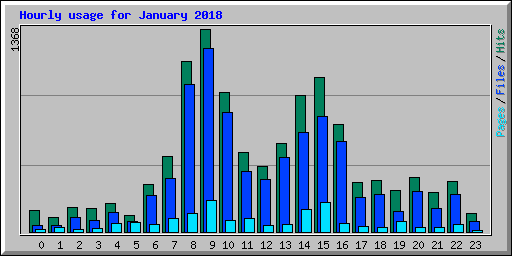 Hourly usage for January 2018
1368
Pages/Files/Hits
0 1 2 3 4 5 6 7 8 9 10 11 12 13 14 15 16 17 18 19 20 21 22 23